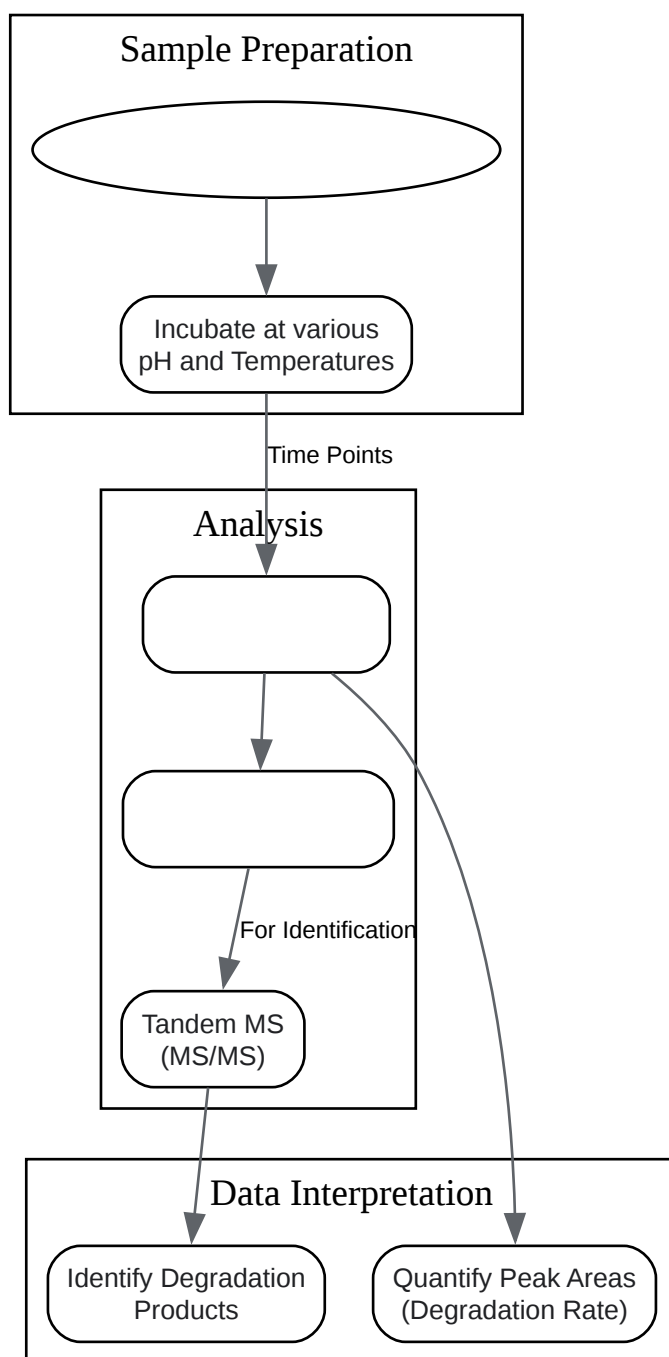 Sample Preparation
Incubate at various
pH and Temperatures
Time Points
Analysis
For Identification
Tandem MS
(MS/MS)
Data Interpretation
Identify Degradation
Products
Quantify Peak Areas
(Degradation Rate)